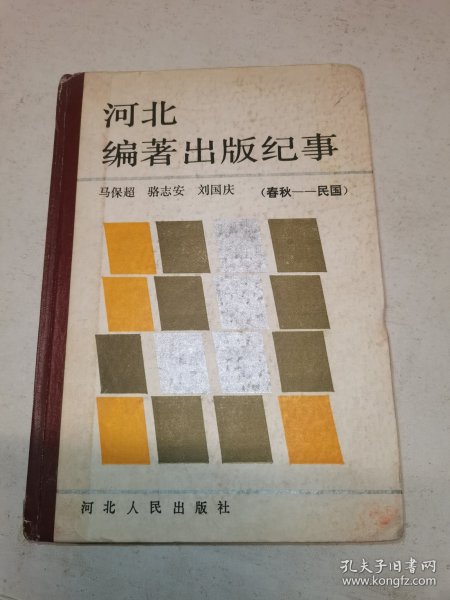 河北
编著出版纪事
马保超 骆志安 刘国庆 (春秋——民国)
河北人民出版社
孔夫子旧书网
www.kongfz.com